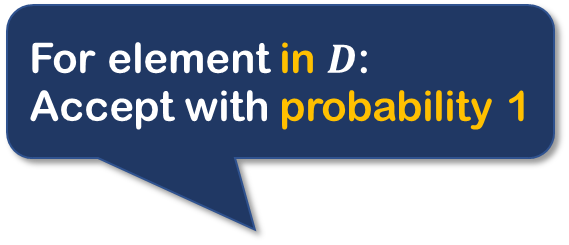 For element in D:
Accept with probability 1